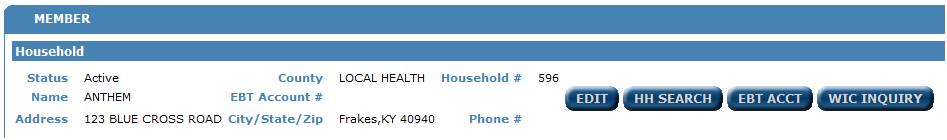 MEMBER
Household
Status Active County LOCAL HEALTH Household # 596
Name ANTHEM EBT Account # EDIT HH SEARCH EBT ACCT WIC INQUIRY
Address 123 BLUE CROSS ROAD City/State/Zip Frakes,KY 40940 Phone #